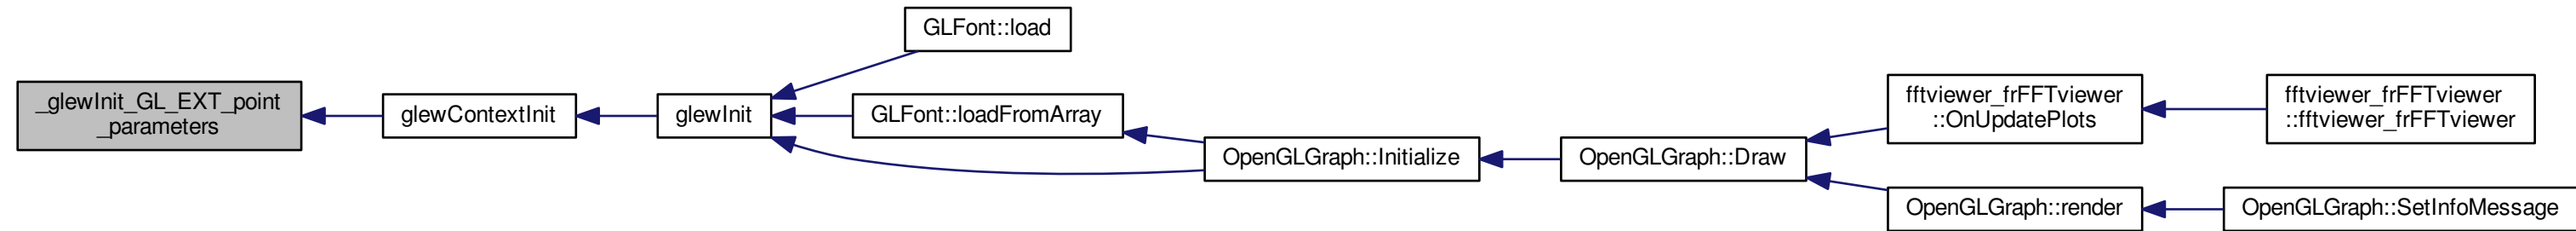 GLFont::load
_glewInit_GL_EXT_point
_parameters
glewContextInit
glewInit
GLFont::loadFromArray
OpenGLGraph::Initialize
OpenGLGraph::Draw
fftviewer_frFFTviewer
::OnUpdatePlots
fftviewer_frFFTviewer
::fftviewer_frFFTviewer
OpenGLGraph::render
OpenGLGraph::SetInfoMessage